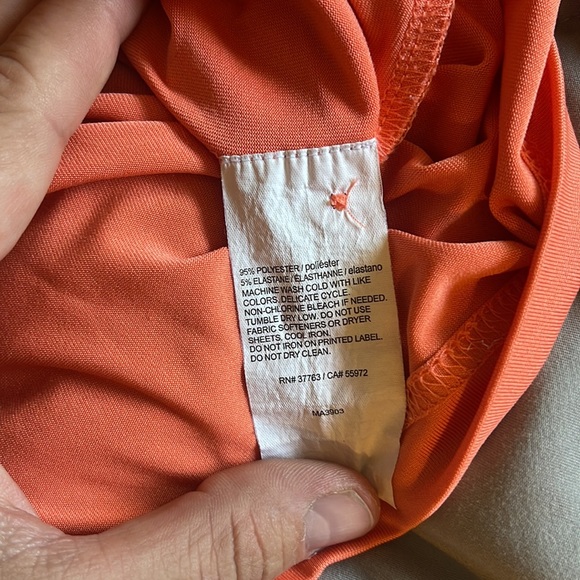 95% POLYESTER / poliéster
5% ELASTANE / ÉLASTHANNE / elastano
MACHINE WASH COLD WITH LIKE
COLORS, DELICATE CYCLE.
NON-CHLORINE BLEACH IF NEEDED.
TUMBLE DRY LOW. DO NOT USE
FABRIC SOFTENERS OR DRYER
SHEETS, COOL IRON.
DO NOT IRON ON PRINTED LABEL.
DO NOT DRY CLEAN.
RN# 37763 / CA# 55972
MA3903